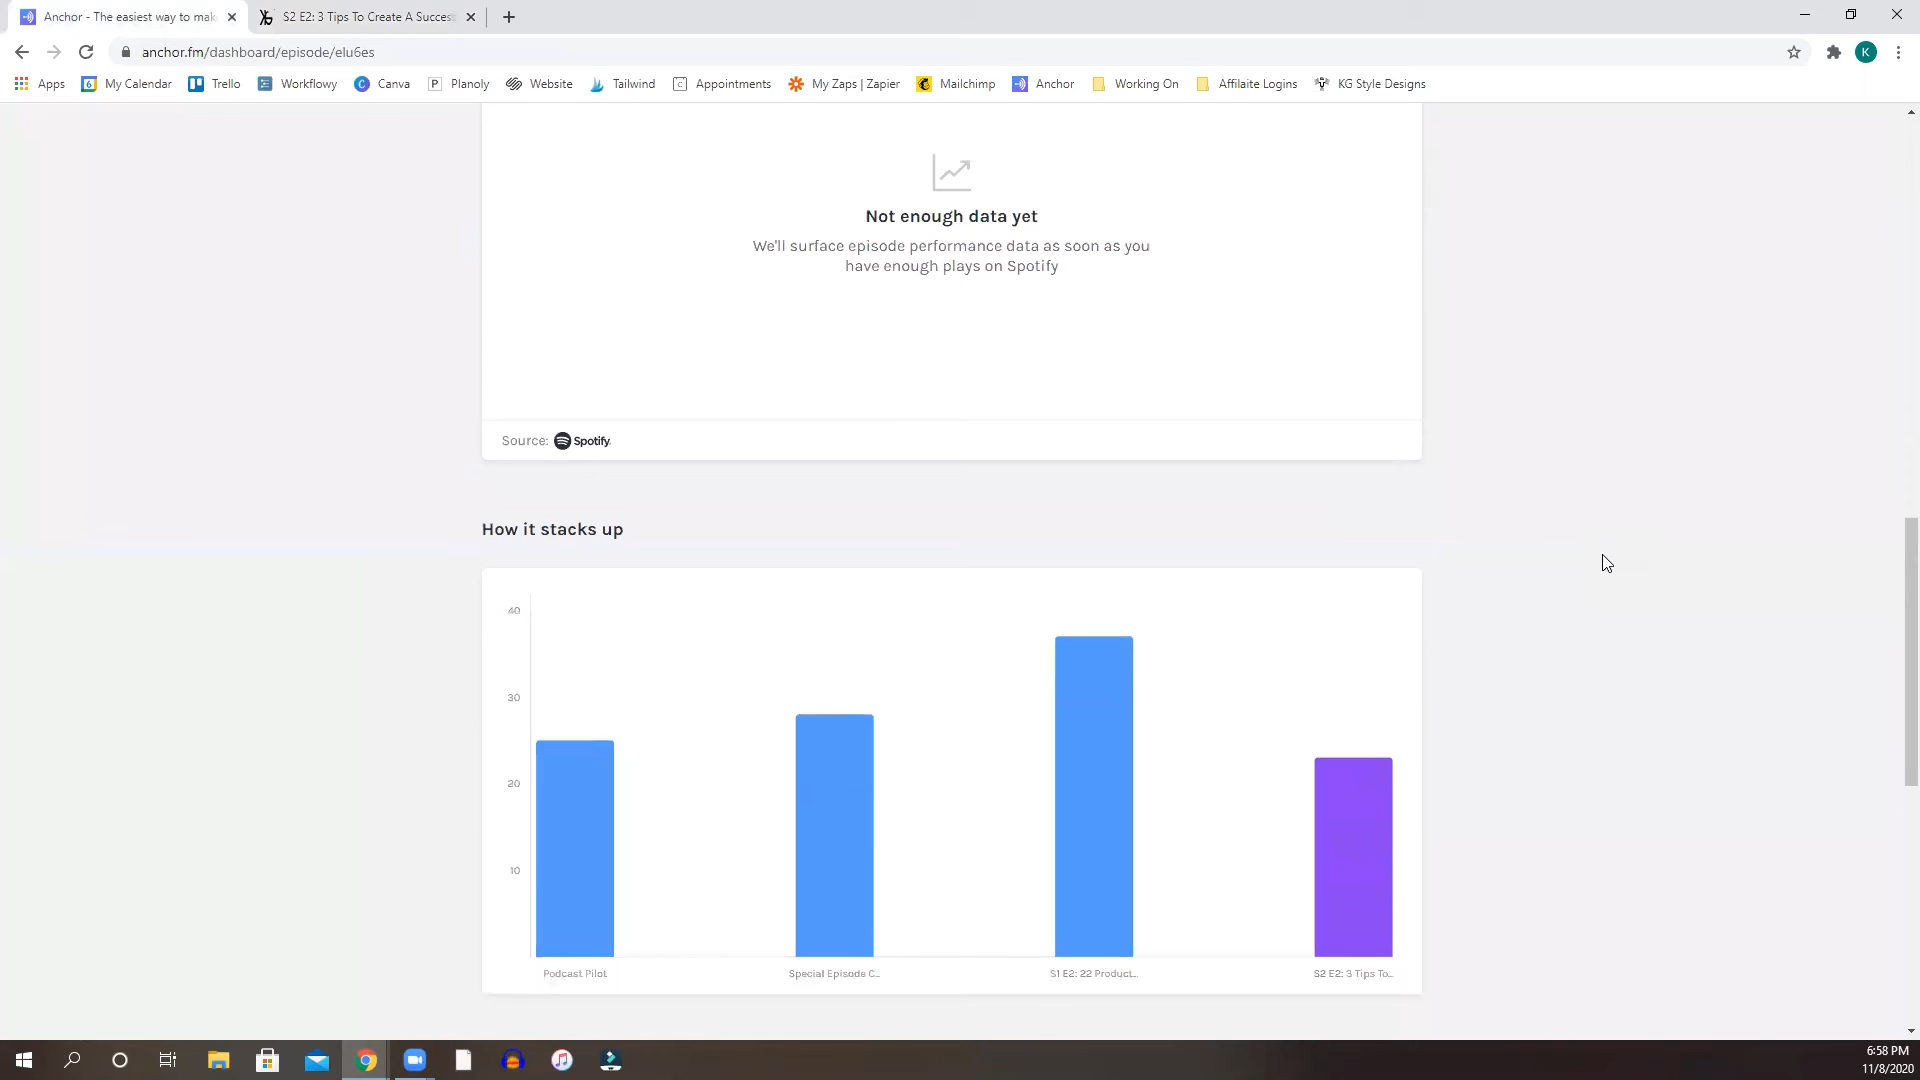 Anchor - The easiest way to mak
S2 E2: 3 Tips To Create A Success
anchor.fm/dashboard/episode/elu6es
K
Apps
6
My Calendar
Trello
Workflowy
C
Canva
P
Planoly
Website
Tailwind
C
Appointments
My Zaps | Zapier
Mailchimp
Anchor
Working On
Affilaite Logins
KG Style Designs
Not enough data yet
We'll surface episode performance data as soon as you
have enough plays on Spotify
Source: Spotify
How it stacks up
40
30
20
10
Podcast Pilot
Special Episode C...
S1 E2: 22 Product...
S2 E2: 3 Tips To...
6:58 PM
11/8/2020